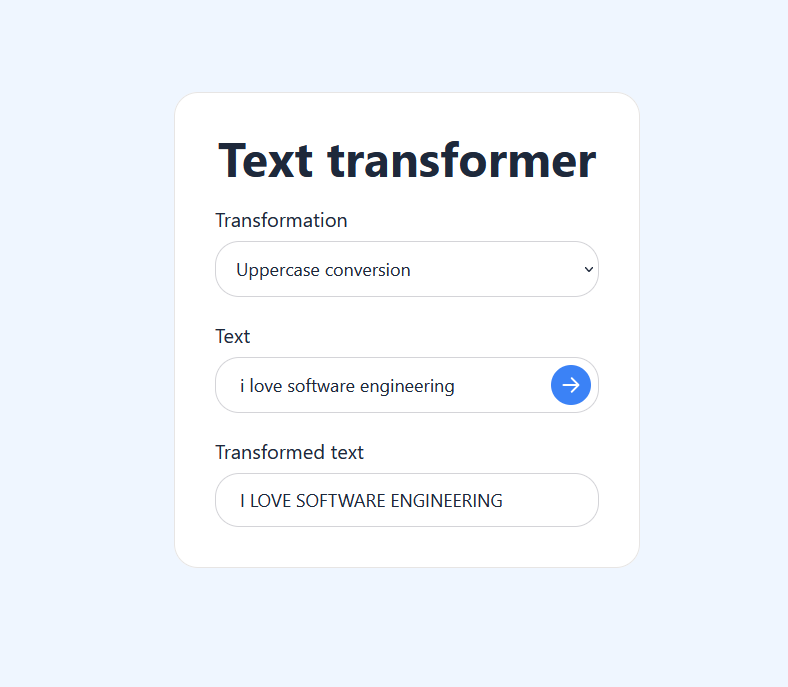 Text transformer
Transformation
Uppercase conversion
Text
i love software engineering
Transformed text
I LOVE SOFTWARE ENGINEERING